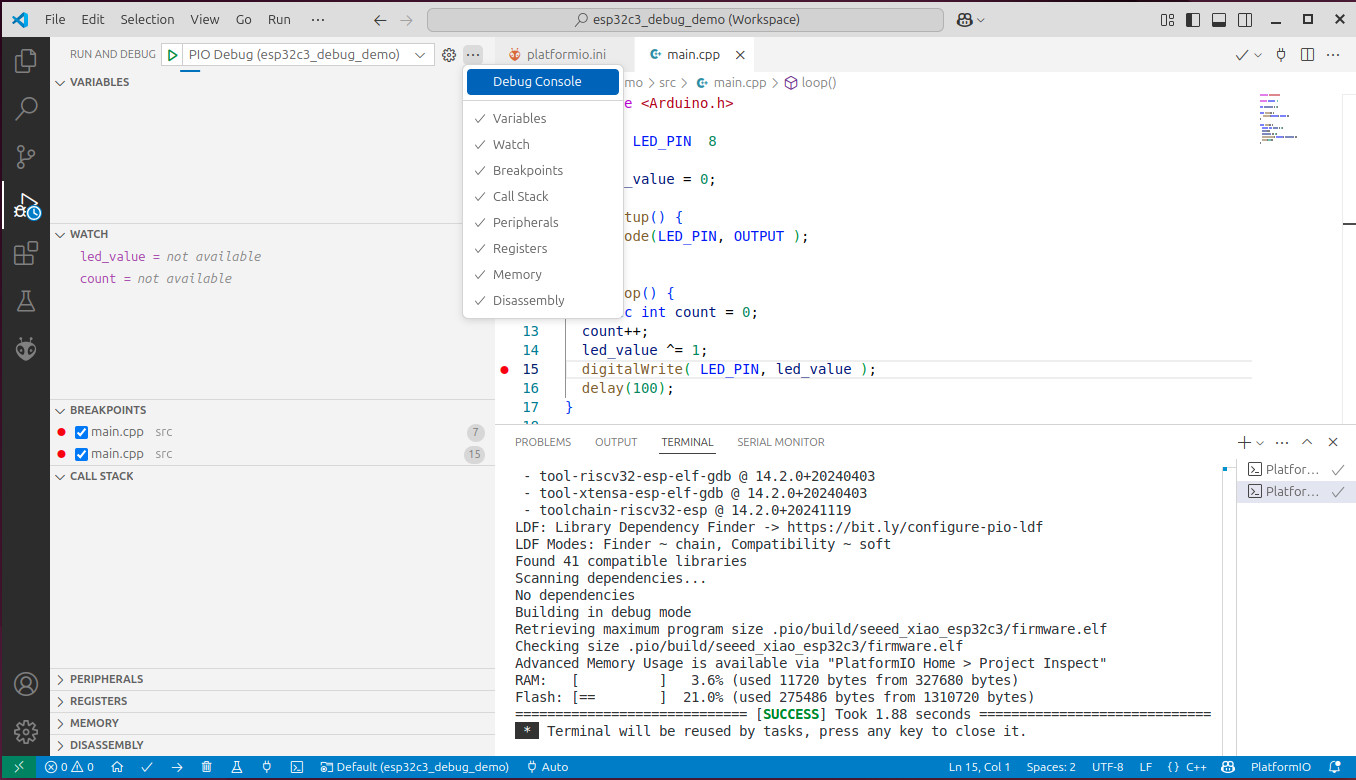 File Edit Selection View Go Run ··· esp32c3_debug_demo (Workspace)
RUN AND DEBUG PIO Debug (esp32c3_debug_demo) ··· platformio.ini main.cpp
Debug Console
Variables
Watch
Breakpoints
Call Stack
Peripherals
Registers
Memory
Disassembly
VARIABLES
WATCH
led_value = not available
count = not available
BREAKPOINTS
main.cpp src 7
main.cpp src 15
CALL STACK
PERIPHERALS
REGISTERS
MEMORY
DISASSEMBLY
mo > src > main.cpp > loop()
e <Arduino.h>
LED_PIN 8
_value = 0;
tup() {
ode(LED_PIN, OUTPUT );
op() {
c int count = 0;
13 count++;
14 led_value ^= 1;
15 digitalWrite( LED_PIN, led_value );
16 delay(100);
17 }
PROBLEMS OUTPUT TERMINAL SERIAL MONITOR
- tool-riscv32-esp-elf-gdb @ 14.2.0+20240403
- tool-xtensa-esp-elf-gdb @ 14.2.0+20240403
- toolchain-riscv32-esp @ 14.2.0+20241119
LDF: Library Dependency Finder -> https://bit.ly/configure-pio-ldf
LDF Modes: Finder ~ chain, Compatibility ~ soft
Found 41 compatible libraries
Scanning dependencies...
No dependencies
Building in debug mode
Retrieving maximum program size .pio/build/seeed_xiao_esp32c3/firmware.elf
Checking size .pio/build/seeed_xiao_esp32c3/firmware.elf
Advanced Memory Usage is available via "PlatformIO Home > Project Inspect"
RAM:   [          ]   3.6% (used 11720 bytes from 327680 bytes)
Flash: [==        ]  21.0% (used 275486 bytes from 1310720 bytes)
============================= [SUCCESS] Took 1.88 seconds =============================
* Terminal will be reused by tasks, press any key to close it.
Platfor...
Platfor...
0 0 Default (esp32c3_debug_demo) Auto Ln 15, Col 1 Spaces: 2 UTF-8 LF {} C++ PlatformIO